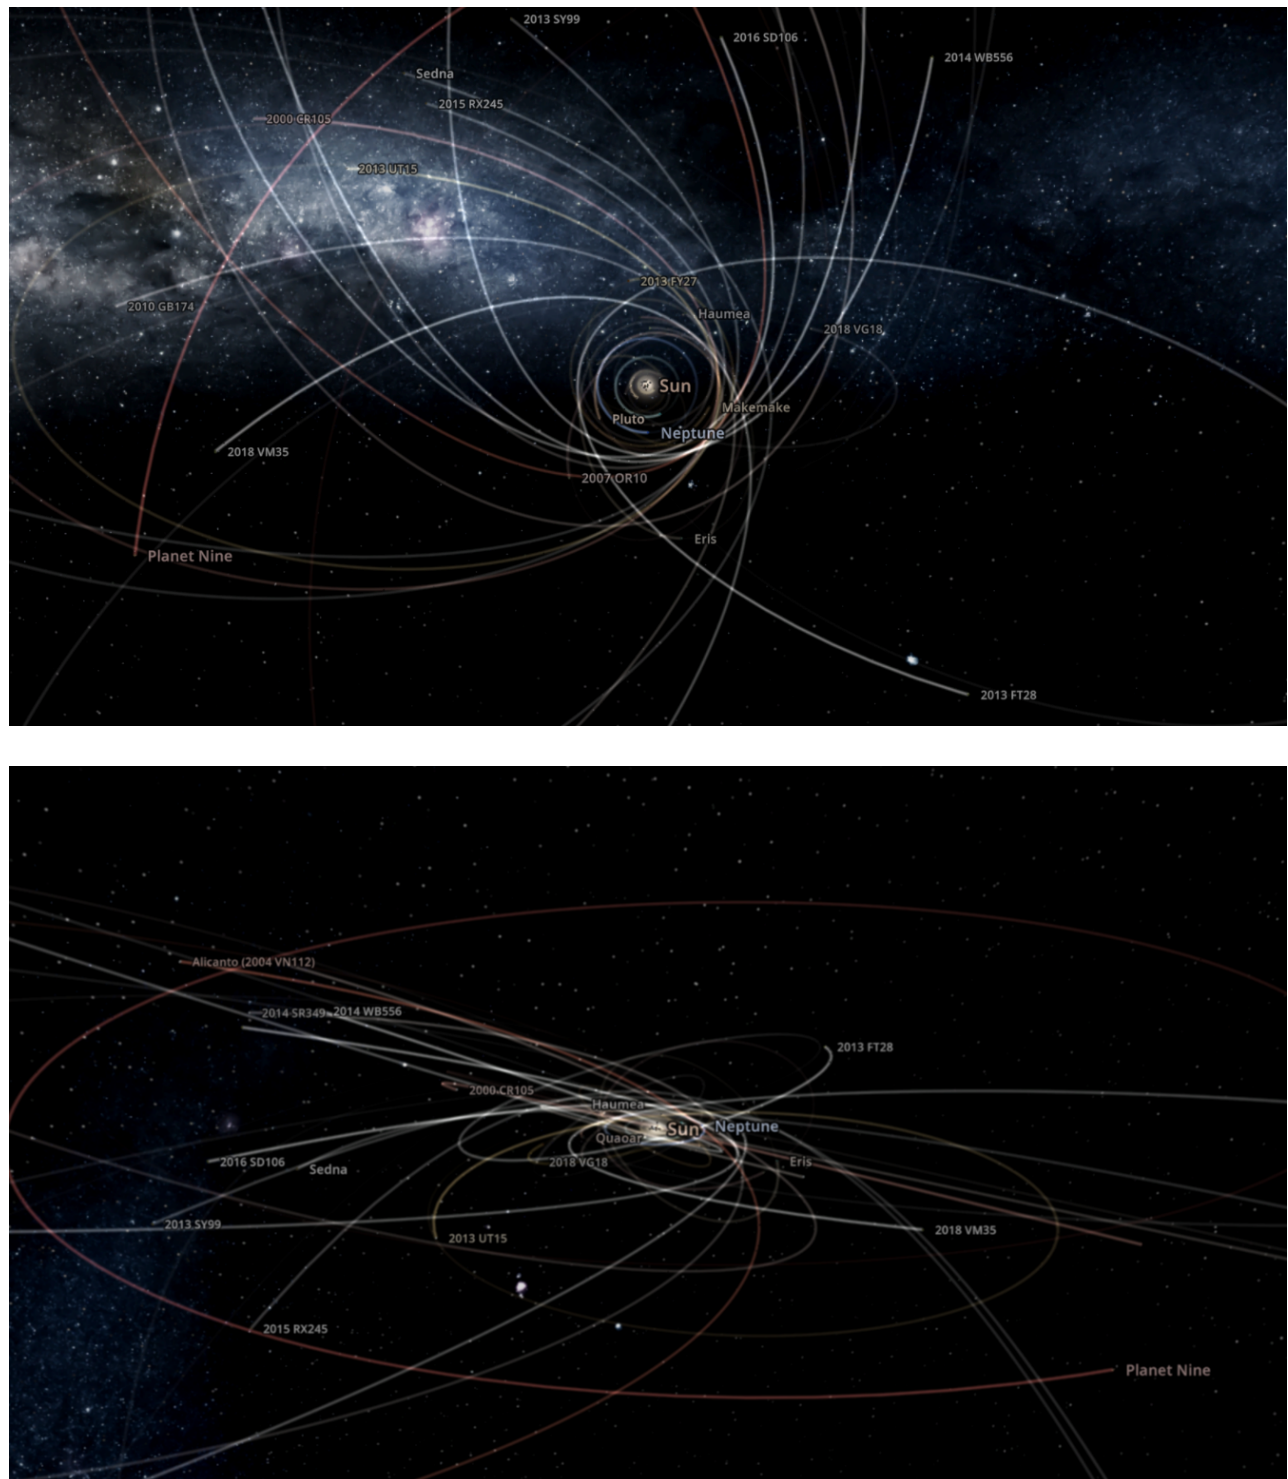 2013 SY99
2016 SD106
2014 WB556
Sedna
2015 RX245
2000 CR105
2013 UT15
2013 FY27
2010 GB174
Haumea
2018 VG18
Sun
Makemake
Pluto
Neptune
2018 VM35
2007 OR10
Eris
Planet Nine
2013 FT28
Alicanto (2004 VN112)
2014 SR349
2014 WB556
2013 FT28
2000 CR105
Haumea
Sun
Neptune
Quaoar
2016 SD106
Sedna
2018 VG18
Eris
2013 SY99
2013 UT15
2018 VM35
2015 RX245
Planet Nine